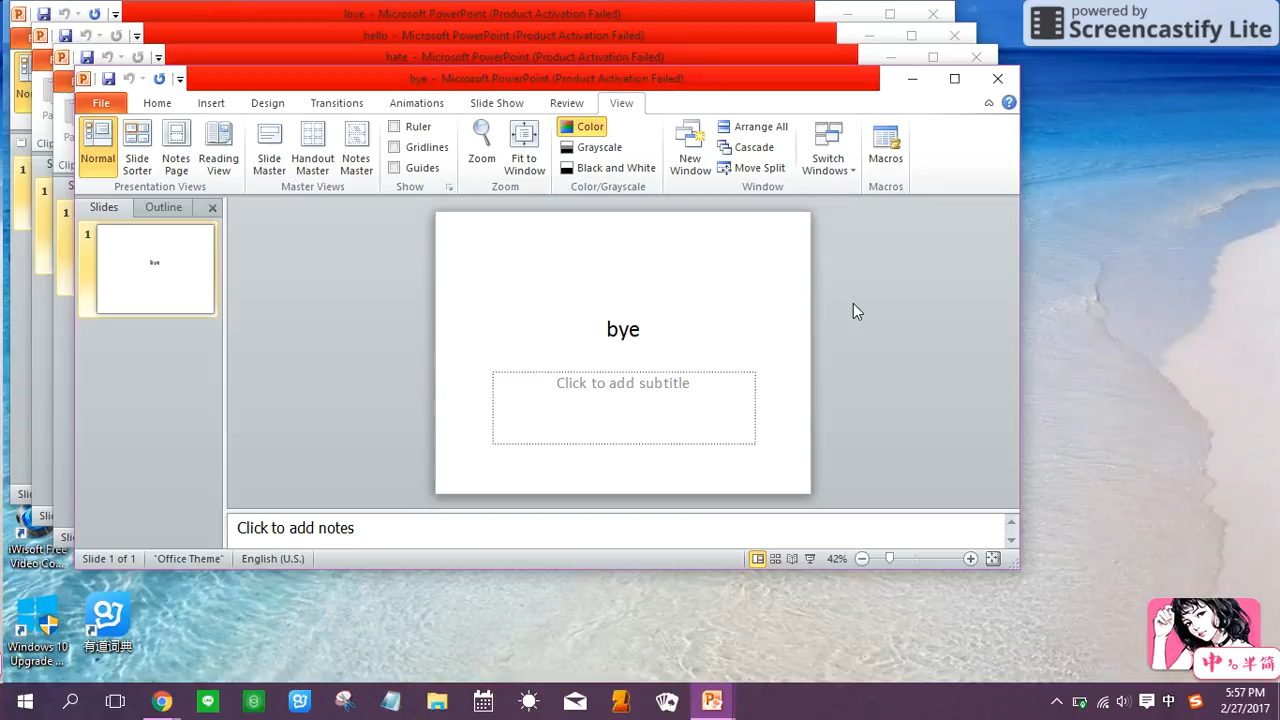 love - Microsoft PowerPoint (Product Activation Failed)
hello - Microsoft PowerPoint (Product Activation Failed)
hate - Microsoft PowerPoint (Product Activation Failed)
bye - Microsoft PowerPoint (Product Activation Failed)
powered by
Screencastify Lite
File Home Insert Design Transitions Animations Slide Show Review View
Normal
Slide Sorter
Notes Page
Reading View
Presentation Views
Slide Master
Handout Master
Notes Master
Master Views
Ruler
Gridlines
Guides
Show
Zoom
Fit to Window
Zoom
Color
Grayscale
Black and White
Color/Grayscale
New Window
Arrange All
Cascade
Move Split
Switch Windows
Window
Macros
Macros
Slides Outline
1
bye
bye
Click to add subtitle
Click to add notes
Slide 1 of 1 "Office Theme" English (U.S.) 42%
iWisoft Free
Video Co...
Windows 10
Upgrade ...
有道词典
中 半 简
中
5:57 PM
2/27/2017